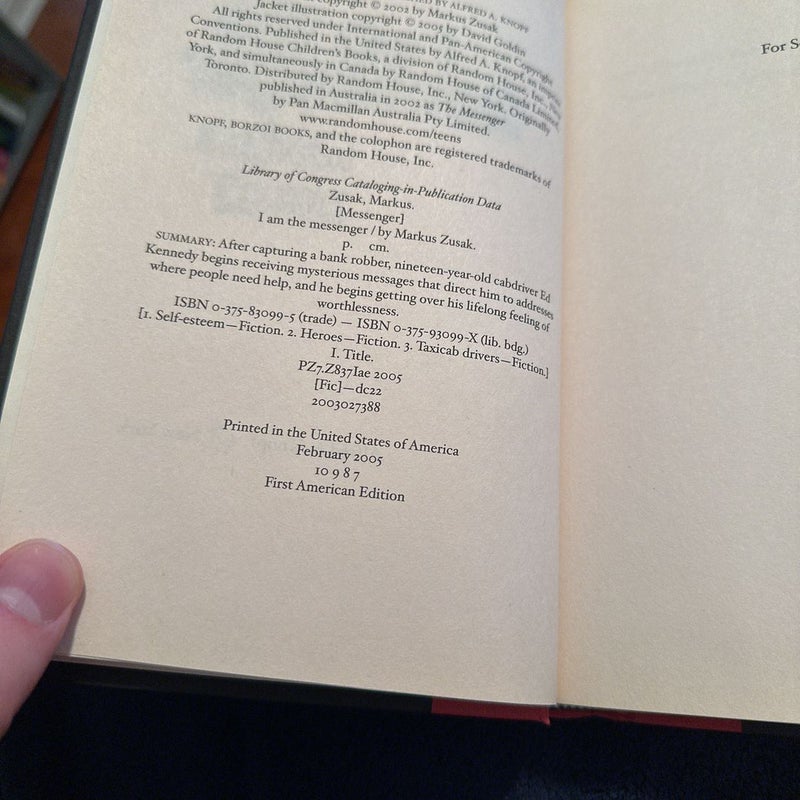 BY ALFRED A. KNOPF
copyright © 2002 by Markus Zusak
Jacket illustration copyright © 2005 by David Goldin
All rights reserved under International and Pan-American Copyright
Conventions. Published in the United States by Alfred A. Knopf, an imprint
of Random House Children's Books, a division of Random House, Inc., New
York, and simultaneously in Canada by Random House of Canada Limited,
Toronto. Distributed by Random House, Inc., New York. Originally
published in Australia in 2002 as The Messenger
by Pan Macmillan Australia Pty Limited.
www.randomhouse.com/teens
KNOPF, BORZOI BOOKS, and the colophon are registered trademarks of
Random House, Inc.
Library of Congress Cataloging-in-Publication Data
Zusak, Markus.
[Messenger]
I am the messenger / by Markus Zusak.
p. cm.
SUMMARY: After capturing a bank robber, nineteen-year-old cabdriver Ed
Kennedy begins receiving mysterious messages that direct him to addresses
where people need help, and he begins getting over his lifelong feeling of
worthlessness.
ISBN 0-375-83099-5 (trade) — ISBN 0-375-93099-X (lib. bdg.)
[1. Self-esteem—Fiction. 2. Heroes—Fiction. 3. Taxicab drivers—Fiction.]
I. Title.
PZ7.Z837Iae 2005
[Fic]—dc22
2003027388
Printed in the United States of America
February 2005
10 9 8 7
First American Edition
For S